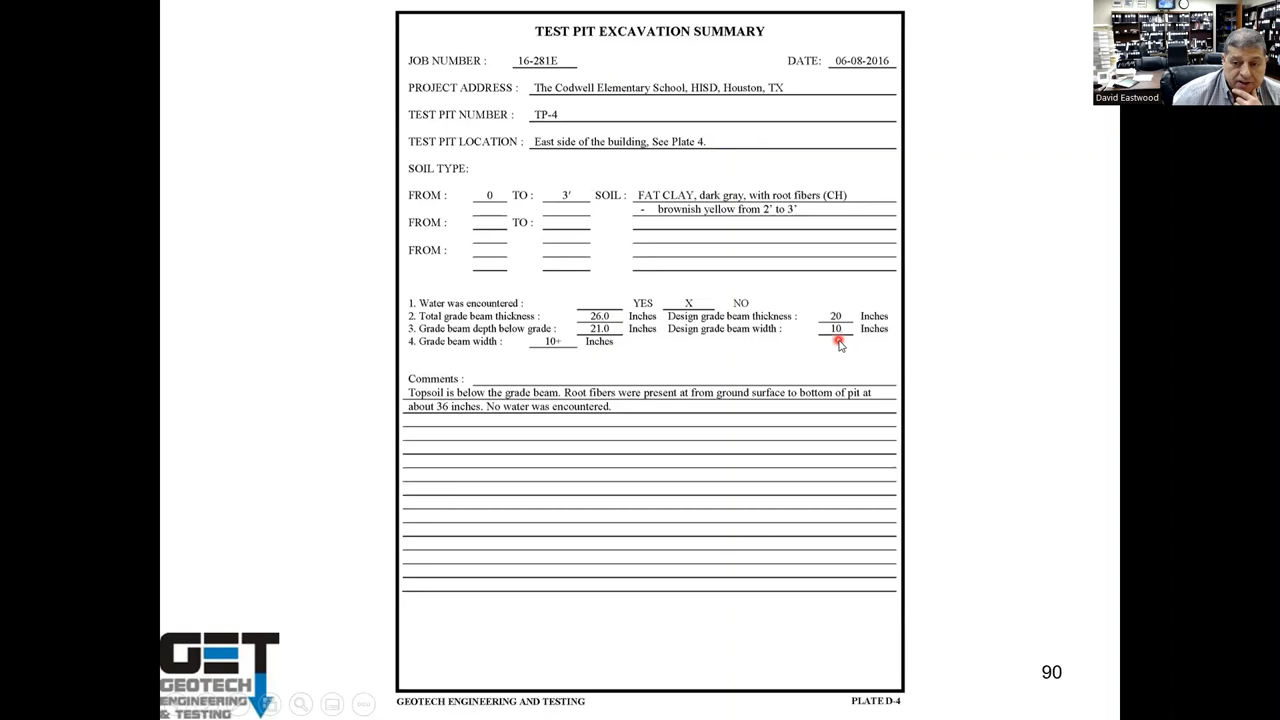 TEST PIT EXCAVATION SUMMARY
JOB NUMBER : 16-281E DATE: 06-08-2016
PROJECT ADDRESS : The Codwell Elementary School, HISD, Houston, TX
TEST PIT NUMBER : TP-4
TEST PIT LOCATION : East side of the building, See Plate 4.
SOIL TYPE:
FROM : 0 TO : 3' SOIL : FAT CLAY, dark gray, with root fibers (CH)
- brownish yellow from 2' to 3'
FROM : TO :
FROM :
1. Water was encountered : YES X NO
2. Total grade beam thickness : 26.0 Inches Design grade beam thickness : 20 Inches
3. Grade beam depth below grade : 21.0 Inches Design grade beam width : 10 Inches
4. Grade beam width : 10+ Inches
Comments :
Topsoil is below the grade beam. Root fibers were present at from ground surface to bottom of pit at
about 36 inches. No water was encountered.
GEOTECH ENGINEERING AND TESTING PLATE D-4
90
GET
GEOTECH
ENGINEERING
& TESTING
David Eastwood